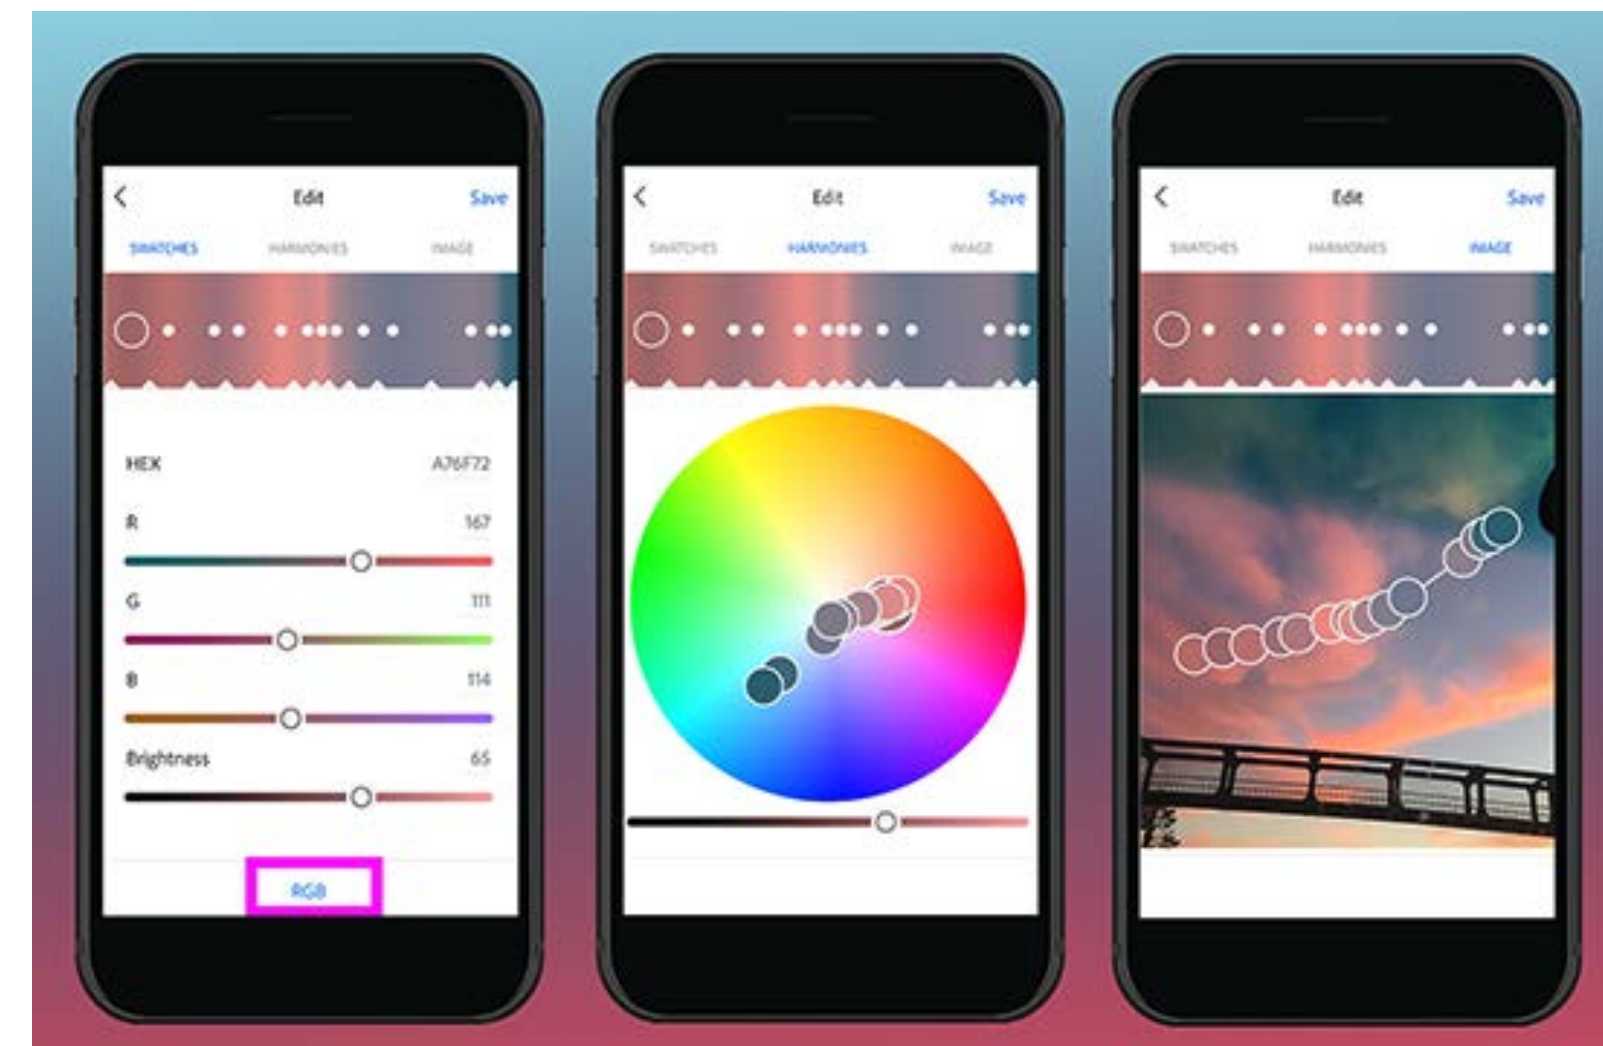 Edit Save
SWATCHES HARMONIES IMAGE
HEX A76F72
R 167
G 111
B 114
Brightness 65
RGB
Edit Save
SWATCHES HARMONIES IMAGE
Edit Save
SWATCHES HARMONIES IMAGE